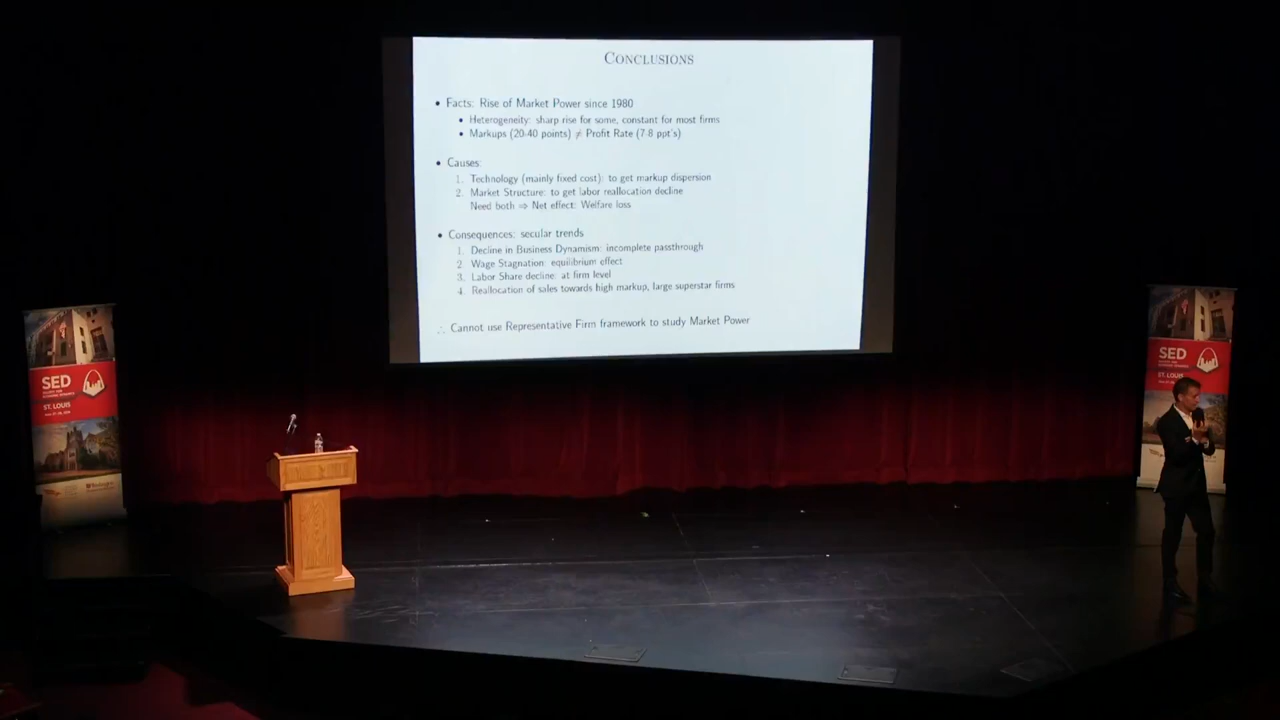 CONCLUSIONS
• Facts: Rise of Market Power since 1980
• Heterogeneity: sharp rise for some, constant for most firms
• Markups (20-40 points) ≠ Profit Rate (7-8 ppt's)
• Causes:
1. Technology (mainly fixed cost): to get markup dispersion
2. Market Structure: to get labor reallocation decline
Need both ⇒ Net effect: Welfare loss
• Consequences: secular trends
1. Decline in Business Dynamism: incomplete passthrough
2. Wage Stagnation: equilibrium effect
3. Labor Share decline: at firm level
4. Reallocation of sales towards high markup, large superstar firms
∴ Cannot use Representative Firm framework to study Market Power
SED
ST. LOUIS
SED
ST. LOUIS